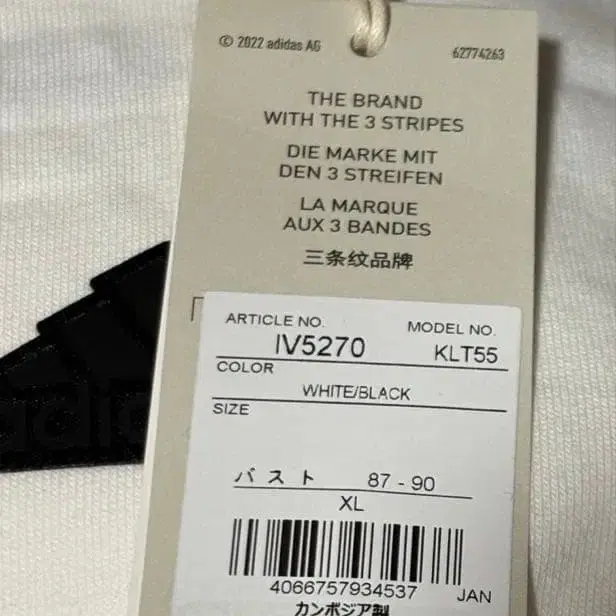 © 2022 adidas AG
62774263
THE BRAND
WITH THE 3 STRIPES
DIE MARKE MIT
DEN 3 STREIFEN
LA MARQUE
AUX 3 BANDES
三条纹品牌
ARTICLE NO.
MODEL NO.
IV5270
KLT55
COLOR
WHITE/BLACK
SIZE
バスト 87 - 90
XL
4066757934537 JAN
カンボジア製
adidas